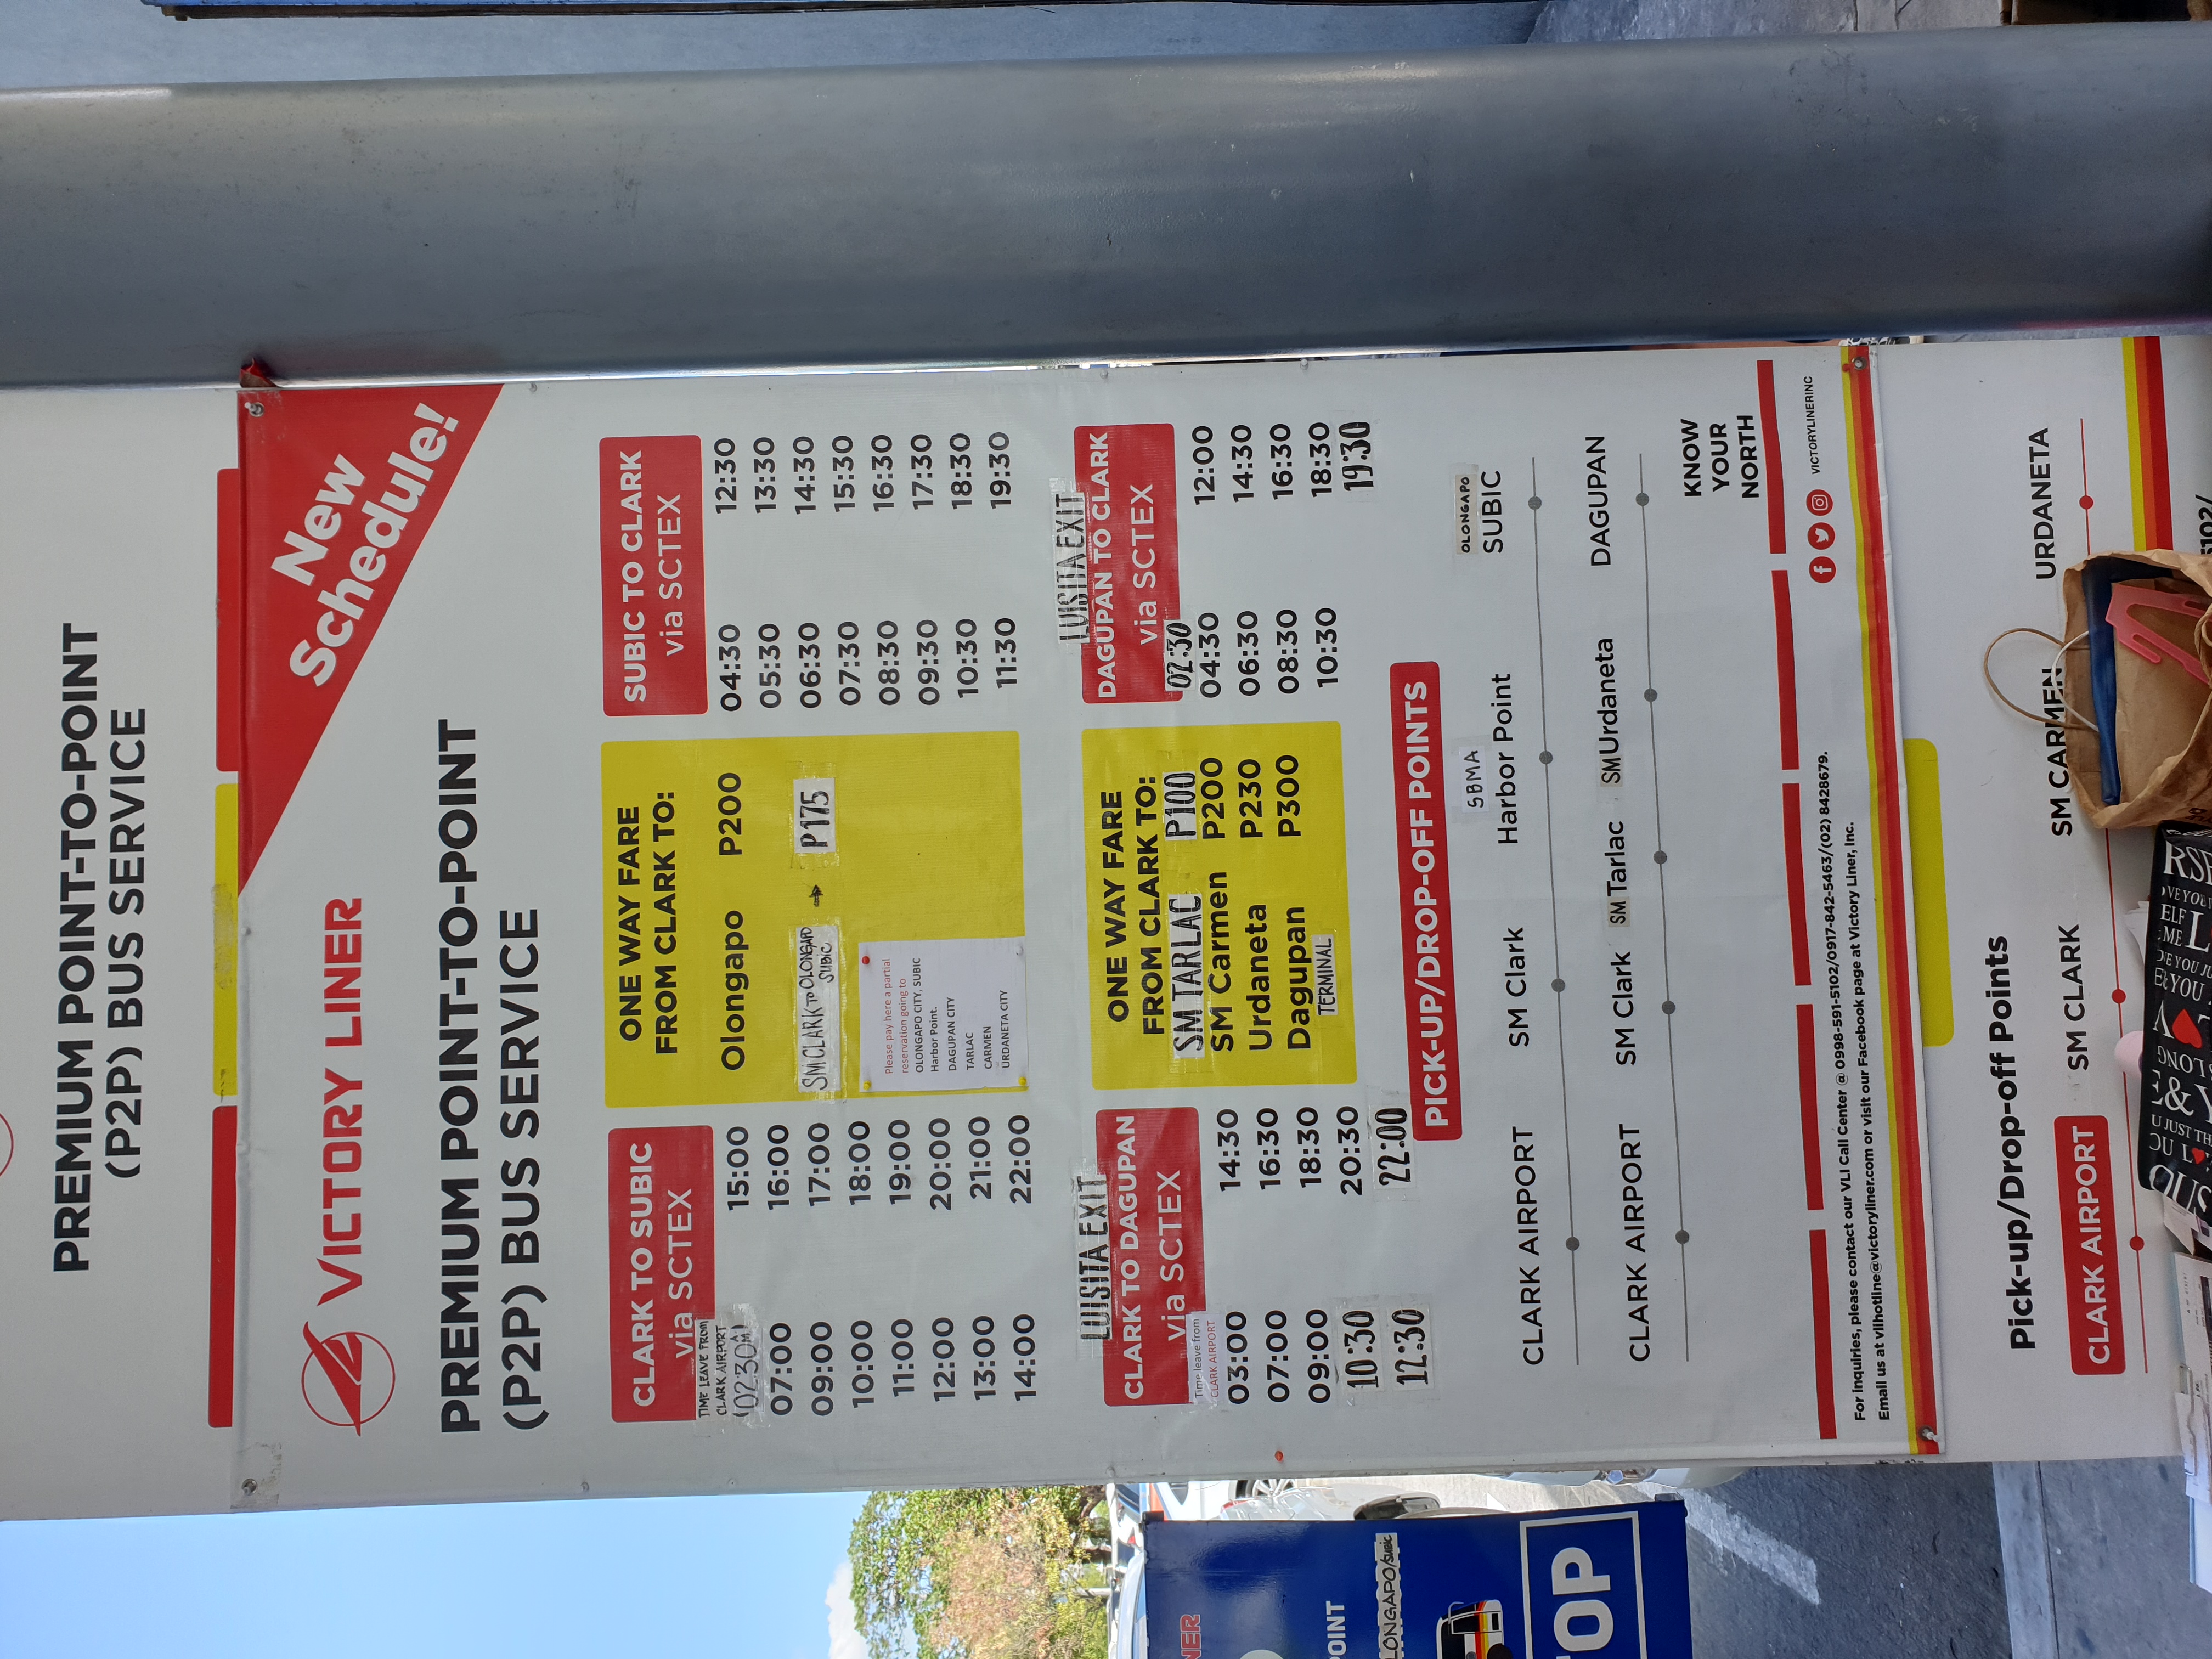 PREMIUM POINT-TO-POINT
(P2P) BUS SERVICE
New
Schedule!
VICTORY LINER
PREMIUM POINT-TO-POINT
(P2P) BUS SERVICE
CLARK TO SUBIC
via SCTEX
TIME LEAVE FROM
CLARK AIRPORT
(02:30AM)
07:00
09:00
10:00
11:00
12:00
13:00
14:00
15:00
16:00
17:00
18:00
19:00
20:00
21:00
22:00
ONE WAY FARE
FROM CLARK TO:
Olongapo P200
SM CLARK TO OLONGAPO → P175
SUBIC
Please pay here a partial
reservation going to
OLONGAPO CITY, SUBIC
Harbor Point.
DAGUPAN CITY
TARLAC
CARMEN
URDANETA CITY
SUBIC TO CLARK
via SCTEX
04:30 12:30
05:30 13:30
06:30 14:30
07:30 15:30
08:30 16:30
09:30 17:30
10:30 18:30
11:30 19:30
LUISITA EXIT
CLARK TO DAGUPAN
via SCTEX
Time leave from
CLARK AIRPORT
03:00 14:30
07:00 16:30
09:00 18:30
10:30 20:30
12:30 22:00
ONE WAY FARE
FROM CLARK TO:
SM TARLAC P100
SM Carmen P200
Urdaneta P230
Dagupan P300
TERMINAL
LUISITA EXIT
DAGUPAN TO CLARK
via SCTEX
02:30
04:30 12:00
06:30 14:30
08:30 16:30
10:30 18:30
19:30
PICK-UP/DROP-OFF POINTS
SBMA OLONGAPO
CLARK AIRPORT SM Clark Harbor Point SUBIC
CLARK AIRPORT SM Clark SM Tarlac SM Urdaneta DAGUPAN
KNOW
YOUR
NORTH
For inquiries, please contact our VLI Call Center @ 0998-591-5102/0917-842-5463/(02) 8428679.
Email us at vlihotline@victoryliner.com or visit our Facebook page at Victory Liner, Inc.
VICTORYLINERINC
Pick-up/Drop-off Points
CLARK AIRPORT SM CLARK SM CARMEN URDANETA